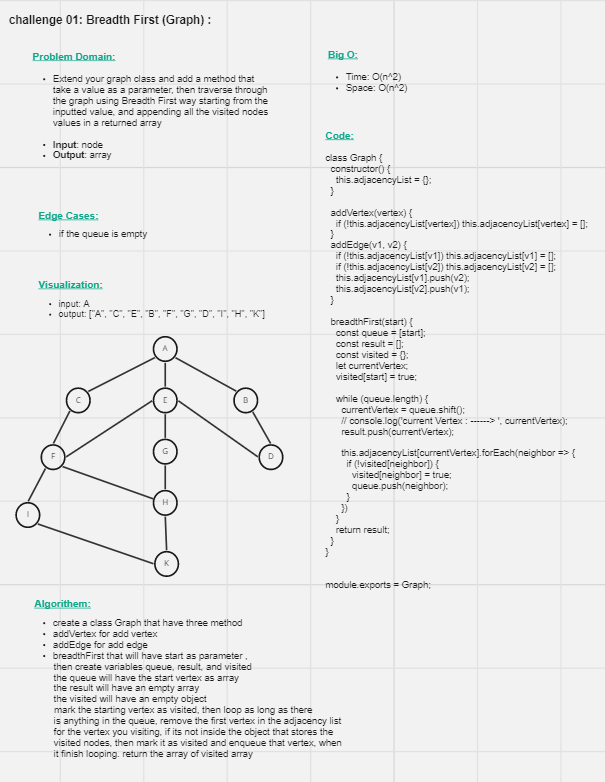 challenge 01: Breadth First (Graph) :
Problem Domain:
• Extend your graph class and add a method that
take a value as a parameter, then traverse through
the graph using Breadth First way starting from the
inputted value, and appending all the visited nodes
values in a returned array
• Input: node
• Output: array
Edge Cases:
• if the queue is empty
Visualization:
• input: A
• output: ["A", "C", "E", "B", "F", "G", "D", "I", "H", "K"]
A
C
E
B
F
G
D
H
I
K
Algorithem:
• create a class Graph that have three method
• addVertex for add vertex
• addEdge for add edge
• breadthFirst that will have start as parameter ,
then create variables queue, result, and visited
the queue will have the start vertex as array
the result will have an empty array
the visited will have an empty object
mark the starting vertex as visited, then loop as long as there
is anything in the queue, remove the first vertex in the adjacency list
for the vertex you visiting, if its not inside the object that stores the
visited nodes, then mark it as visited and enqueue that vertex, when
it finish looping. return the array of visited array
Big O:
• Time: O(n^2)
• Space: O(n^2)
Code:
class Graph {
constructor() {
this.adjacencyList = {};
}
addVertex(vertex) {
if (!this.adjacencyList[vertex]) this.adjacencyList[vertex] = [];
}
addEdge(v1, v2) {
if (!this.adjacencyList[v1]) this.adjacencyList[v1] = [];
if (!this.adjacencyList[v2]) this.adjacencyList[v2] = [];
this.adjacencyList[v1].push(v2);
this.adjacencyList[v2].push(v1);
}
breadthFirst(start) {
const queue = [start];
const result = [];
const visited = {};
let currentVertex;
visited[start] = true;
while (queue.length) {
currentVertex = queue.shift();
// console.log('current Vertex : ------> ', currentVertex);
result.push(currentVertex);
this.adjacencyList[currentVertex].forEach(neighbor => {
if (!visited[neighbor]) {
visited[neighbor] = true;
queue.push(neighbor);
}
})
}
return result;
}
}
module.exports = Graph;